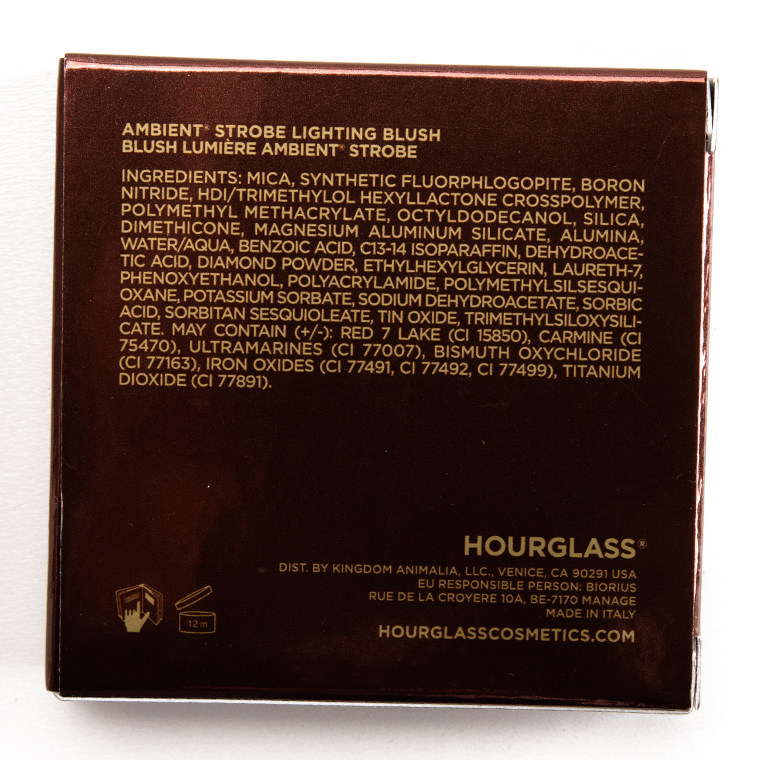 AMBIENT® STROBE LIGHTING BLUSH
BLUSH LUMIÈRE AMBIENT® STROBE
INGREDIENTS: MICA, SYNTHETIC FLUORPHLOGOPITE, BORON
NITRIDE, HDI/TRIMETHYLOL HEXYLLACTONE CROSSPOLYMER,
POLYMETHYL METHACRYLATE, OCTYLDODECANOL, SILICA,
DIMETHICONE, MAGNESIUM ALUMINUM SILICATE, ALUMINA,
WATER/AQUA, BENZOIC ACID, C13-14 ISOPARAFFIN, DEHYDROACE-
TIC ACID, DIAMOND POWDER, ETHYLHEXYLGLYCERIN, LAURETH-7,
PHENOXYETHANOL, POLYACRYLAMIDE, POLYMETHYLSILSESQUI-
OXANE, POTASSIUM SORBATE, SODIUM DEHYDROACETATE, SORBIC
ACID, SORBITAN SESQUIOLEATE, TIN OXIDE, TRIMETHYLSILOXYSILI-
CATE. MAY CONTAIN (+/-): RED 7 LAKE (CI 15850), CARMINE (CI
75470), ULTRAMARINES (CI 77007), BISMUTH OXYCHLORIDE
(CI 77163), IRON OXIDES (CI 77491, CI 77492, CI 77499), TITANIUM
DIOXIDE (CI 77891).
HOURGLASS®
DIST. BY KINGDOM ANIMALIA, LLC., VENICE, CA 90291 USA
EU RESPONSIBLE PERSON: BIORIUS
RUE DE LA CROYERE 10A, BE-7170 MANAGE
MADE IN ITALY
HOURGLASSCOSMETICS.COM
12 m